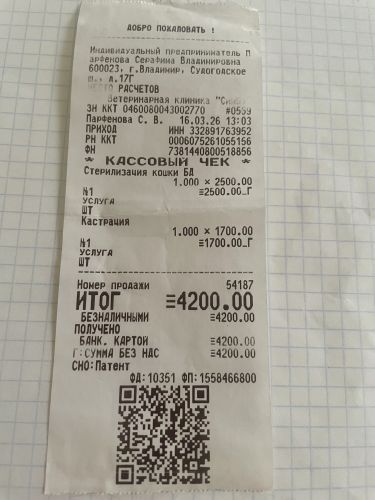 ДОБРО ПОЖАЛОВАТЬ !
Индивидуальный предприниматель П
арфенова Серафима Владимировна
600023, г.Владимир, Судогодское
ш., д.17Г
МЕСТО РАСЧЕТОВ
Ветеринарная клиника
ЗН ККТ 0460080043002770 #0559
Парфенова С. В. 16.03.26 13:03
ПРИХОД ИНН 332891763952
РН ККТ 0006075261055156
ФН 7381440800518856
* КАССОВЫЙ ЧЕК *
Стерилизация кошки БД
1.000 × 2500.00
№1 ≡2500.00_Г
УСЛУГА
ШТ
Кастрация
1.000 × 1700.00
№1 ≡1700.00_Г
УСЛУГА
ШТ
Номер продажи 54187
ИТОГ ≡4200.00
БЕЗНАЛИЧНЫМИ ≡4200.00
ПОЛУЧЕНО
БАНК. КАРТОЙ ≡4200.00
Г:СУММА БЕЗ НДС ≡4200.00
СНО:Патент
ФД:10351 ФП:1558466800